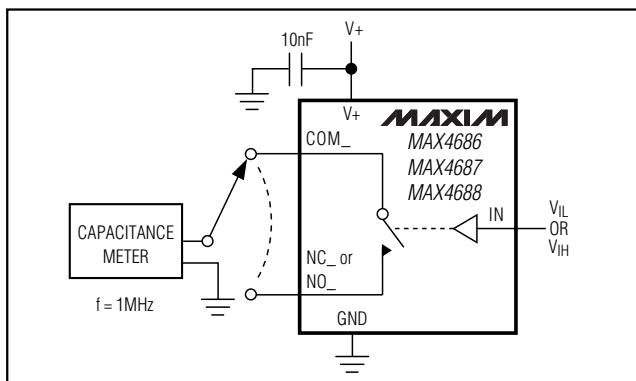 V+
10nF
V+
MAXIM
COM_
MAX4686
MAX4687
MAX4688
IN
V_IL
OR
V_IH
CAPACITANCE
METER
NC_ or
NO_
f = 1MHz
GND